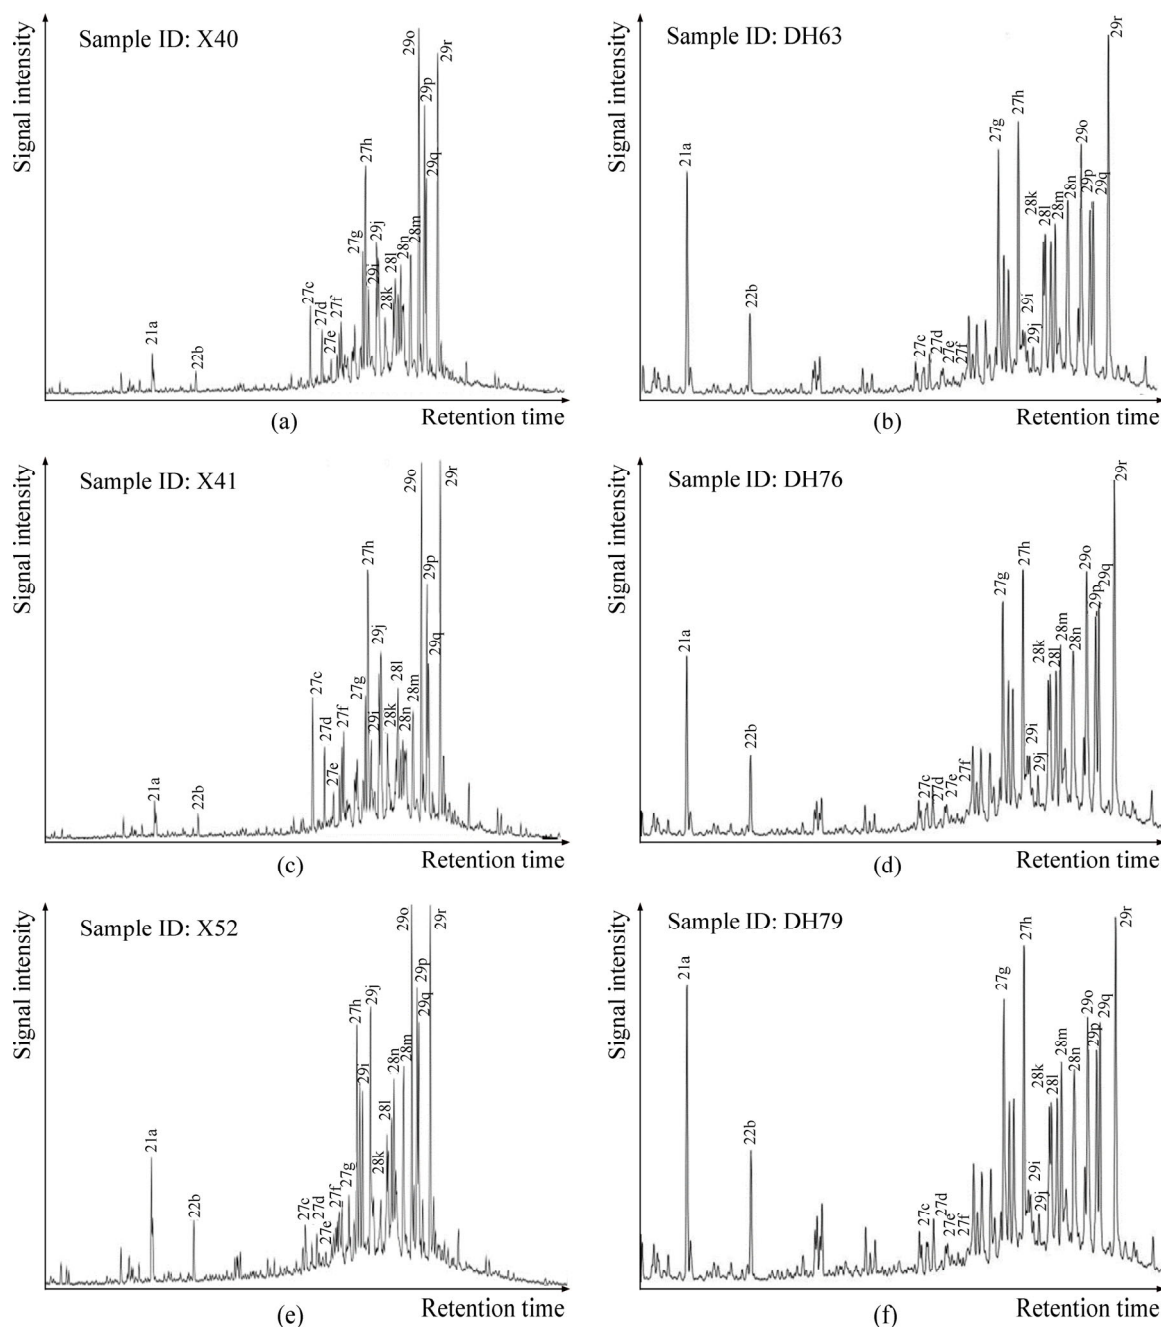 Signal intensity
Sample ID: X40
21a
22b
27c
27d
27e
27f
27g
27h
29i
29j
28k
28l
28n
28m
29o
29p
29q
29r
Retention time
(a)
Signal intensity
Sample ID: DH63
21a
22b
27c
27d
27e
27f
27g
27h
29i
29j
28k
28l
28m
28n
29o
29p
29q
29r
Retention time
(b)
Signal intensity
Sample ID: X41
21a
22b
27c
27d
27e
27f
27g
27h
29i
29j
28k
28l
28n
28m
29o
29p
29q
29r
Retention time
(c)
Signal intensity
Sample ID: DH76
21a
22b
27c
27d
27e
27f
27g
27h
29i
29j
28k
28l
28m
28n
29o
29p
29q
29r
Retention time
(d)
Signal intensity
Sample ID: X52
21a
22b
27c
27d
27e
27f
27g
27h
29i
29j
28k
28l
28n
28m
29o
29p
29q
29r
Retention time
(e)
Signal intensity
Sample ID: DH79
21a
22b
27c
27d
27e
27f
27g
27h
29i
29j
28k
28l
28m
28n
29o
29p
29q
29r
Retention time
(f)